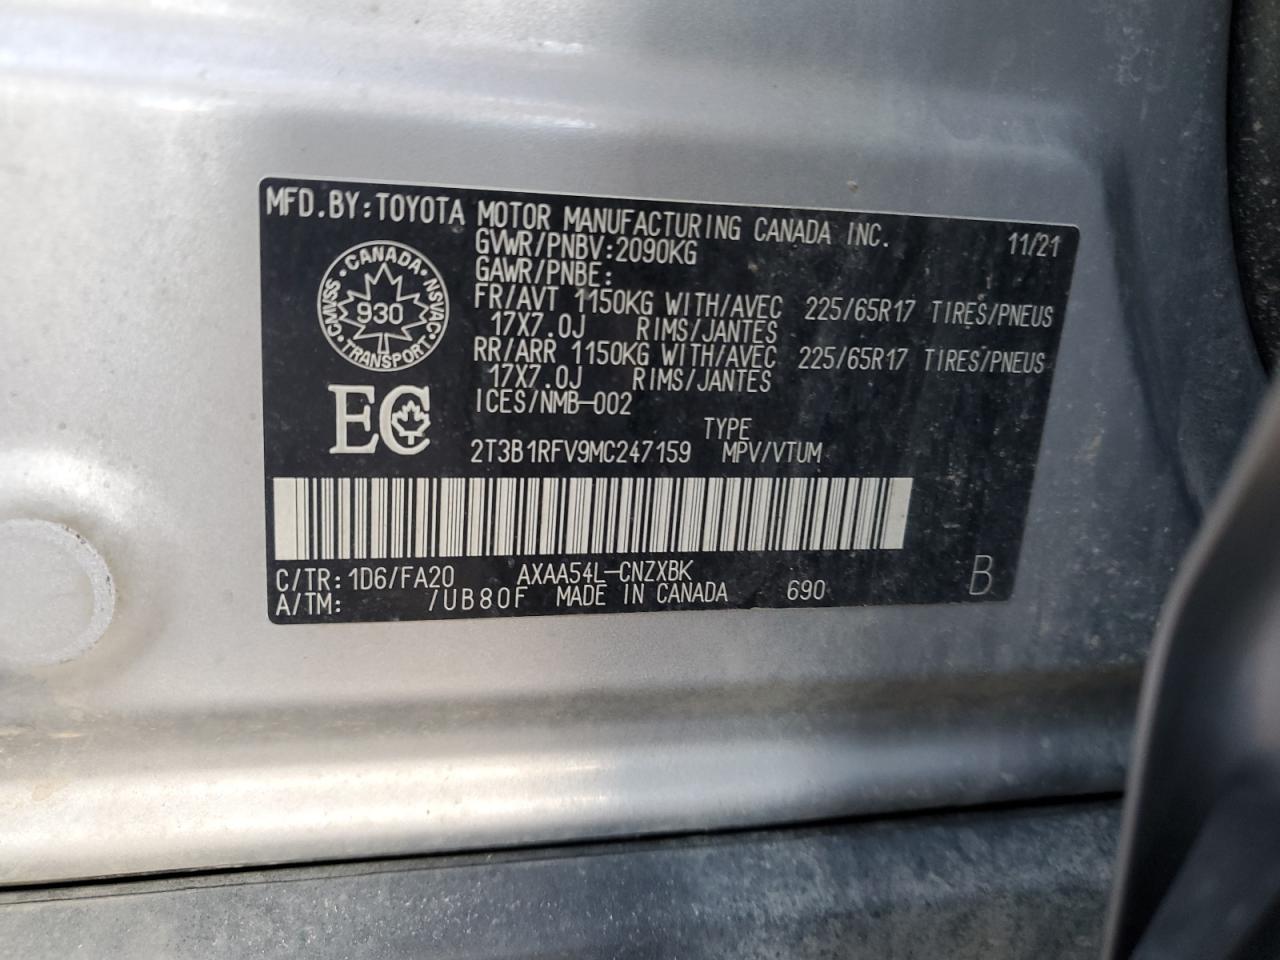 MFD.BY:TOYOTA MOTOR MANUFACTURING CANADA INC. 11/21
GVWR/PNBV:2090KG
GAWR/PNBE:
FR/AVT 1150KG WITH/AVEC 225/65R17 TIRES/PNEUS
17X7.0J RIMS/JANTES
RR/ARR 1150KG WITH/AVEC 225/65R17 TIRES/PNEUS
17X7.0J RIMS/JANTES
ICES/NMB-002
CANADA
CMVSS 930 NSVAC
TRANSPORT
EC
TYPE
2T3B1RFV9MC247159 MPV/VTUM
C/TR: 1D6/FA20 AXAA54L-CNZXBK
A/TM: /UB80F MADE IN CANADA 690 B